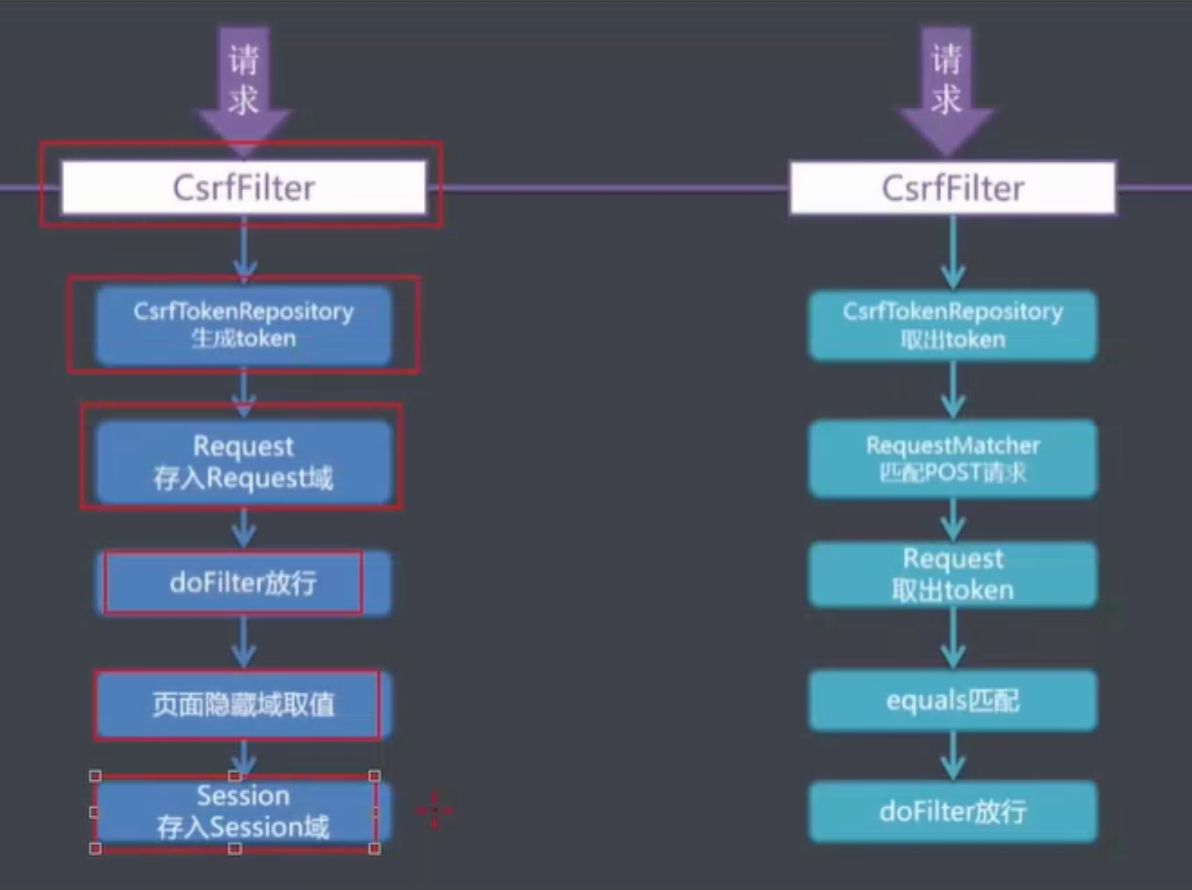 请
求
CsrfFilter
CsrfTokenRepository
生成token
Request
存入Request域
doFilter放行
页面隐藏域取值
Session
存入Session域
请
求
CsrfFilter
CsrfTokenRepository
取出token
RequestMatcher
匹配POST请求
Request
取出token
equals匹配
doFilter放行